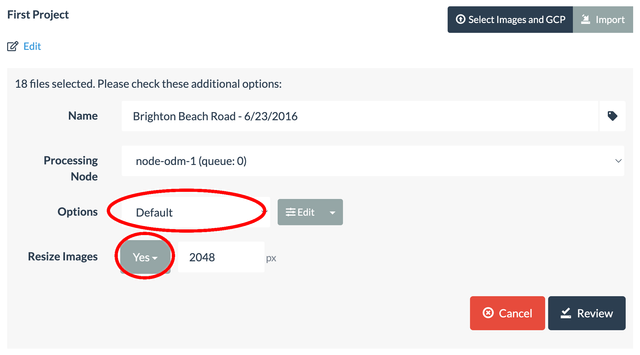 First Project
Select Images and GCP
Import
Edit
18 files selected. Please check these additional options:
Name
Brighton Beach Road - 6/23/2016
Processing
Node
node-odm-1 (queue: 0)
Options
Default
Edit
Resize Images
Yes
2048
px
Cancel
Review